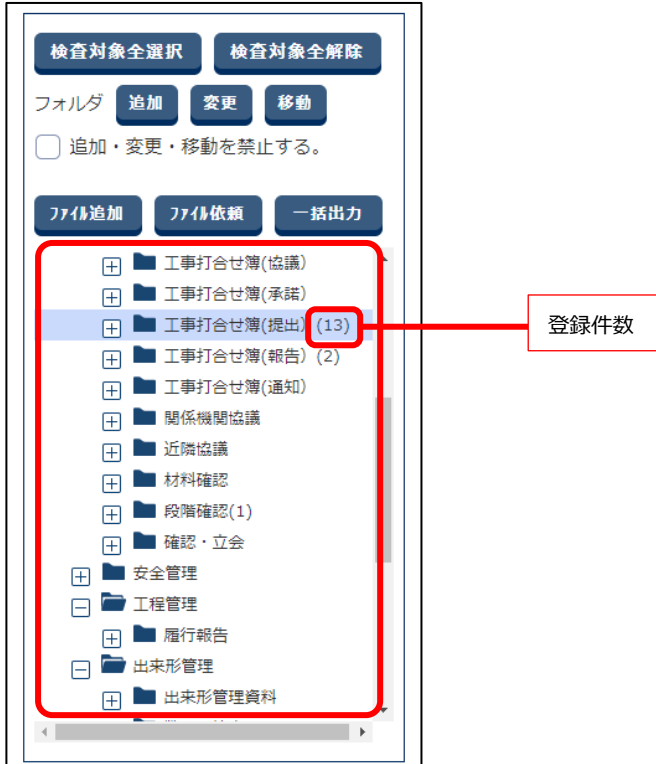 検査対象全選択 検査対象全解除
フォルダ 追加 変更 移動
追加・変更・移動を禁止する。
ﾌｧｲﾙ追加 ﾌｧｲﾙ依頼 一括出力
工事打合せ簿(協議)
工事打合せ簿(承諾)
工事打合せ簿(提出) (13)
登録件数
工事打合せ簿(報告) (2)
工事打合せ簿(通知)
関係機関協議
近隣協議
材料確認
段階確認(1)
確認・立会
安全管理
工程管理
履行報告
出来形管理
出来形管理資料